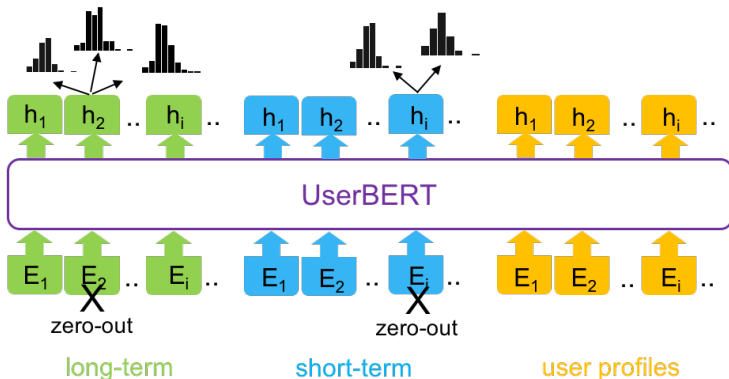 h₁ h₂ .. hᵢ .. h₁ h₂ .. hᵢ .. h₁ h₂ .. hᵢ ..
UserBERT
E₁ E₂ .. Eᵢ .. E₁ E₂ .. Eᵢ .. E₁ E₂ .. Eᵢ ..
X X
zero-out zero-out
long-term short-term user profiles